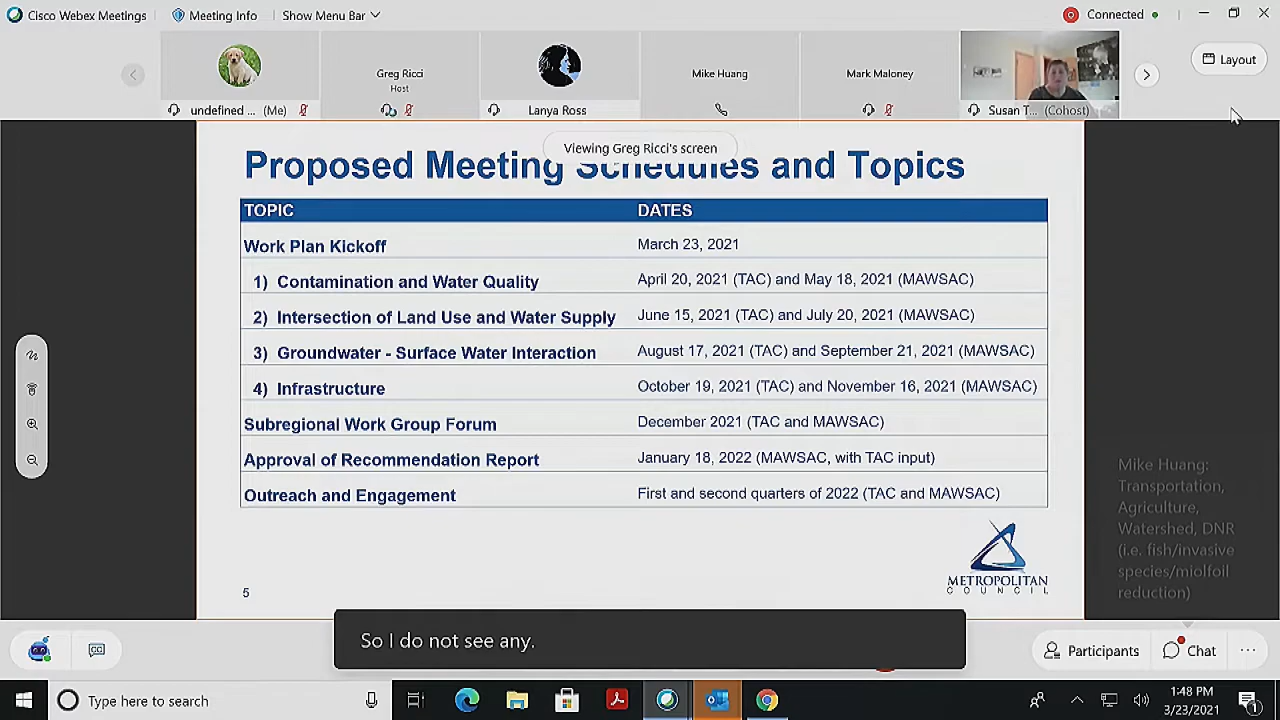 Cisco Webex Meetings
Meeting Info
Show Menu Bar
Connected
undefined ... (Me)
Greg Ricci
Host
Lanya Ross
Mike Huang
Mark Maloney
Susan T... (Cohost)
Layout
Viewing Greg Ricci's screen
Proposed Meeting Schedules and Topics
TOPIC DATES
Work Plan Kickoff March 23, 2021
1) Contamination and Water Quality April 20, 2021 (TAC) and May 18, 2021 (MAWSAC)
2) Intersection of Land Use and Water Supply June 15, 2021 (TAC) and July 20, 2021 (MAWSAC)
3) Groundwater - Surface Water Interaction August 17, 2021 (TAC) and September 21, 2021 (MAWSAC)
4) Infrastructure October 19, 2021 (TAC) and November 16, 2021 (MAWSAC)
Subregional Work Group Forum December 2021 (TAC and MAWSAC)
Approval of Recommendation Report January 18, 2022 (MAWSAC, with TAC input)
Outreach and Engagement First and second quarters of 2022 (TAC and MAWSAC)
5
METROPOLITAN
COUNCIL
Mike Huang:
Transportation,
Agriculture,
Watershed, DNR
(i.e. fish/invasive
species/miolfoil
reduction)
So I do not see any.
Participants
Chat
Type here to search
1:48 PM
3/23/2021
1